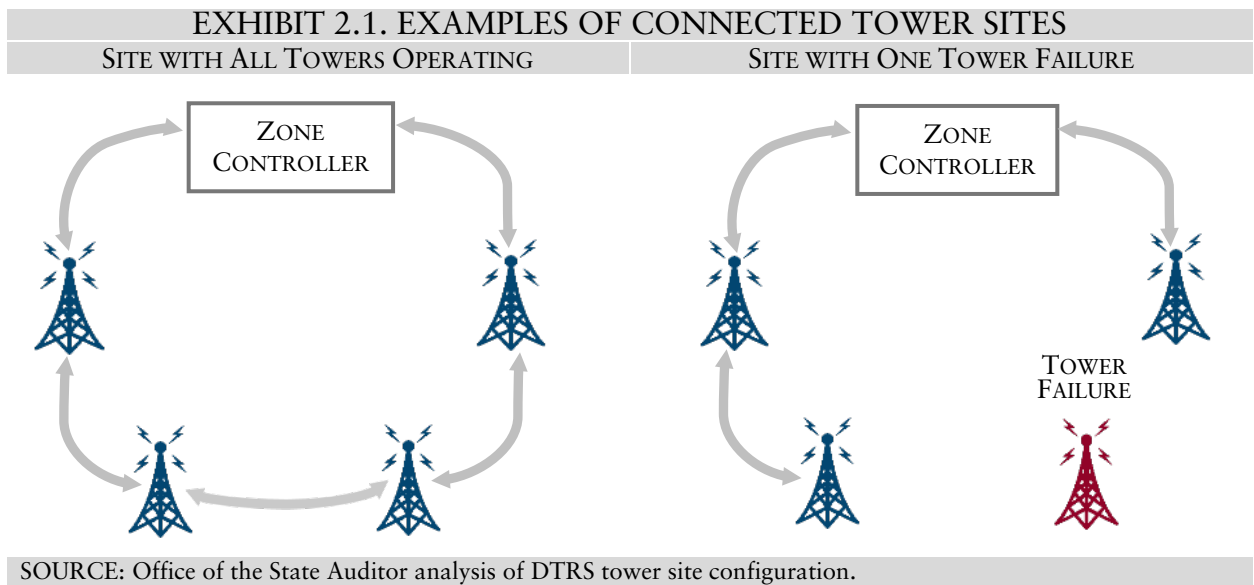 EXHIBIT 2.1. EXAMPLES OF CONNECTED TOWER SITES
SITE WITH ALL TOWERS OPERATING
SITE WITH ONE TOWER FAILURE
ZONE
CONTROLLER
ZONE
CONTROLLER
TOWER
FAILURE
SOURCE: Office of the State Auditor analysis of DTRS tower site configuration.